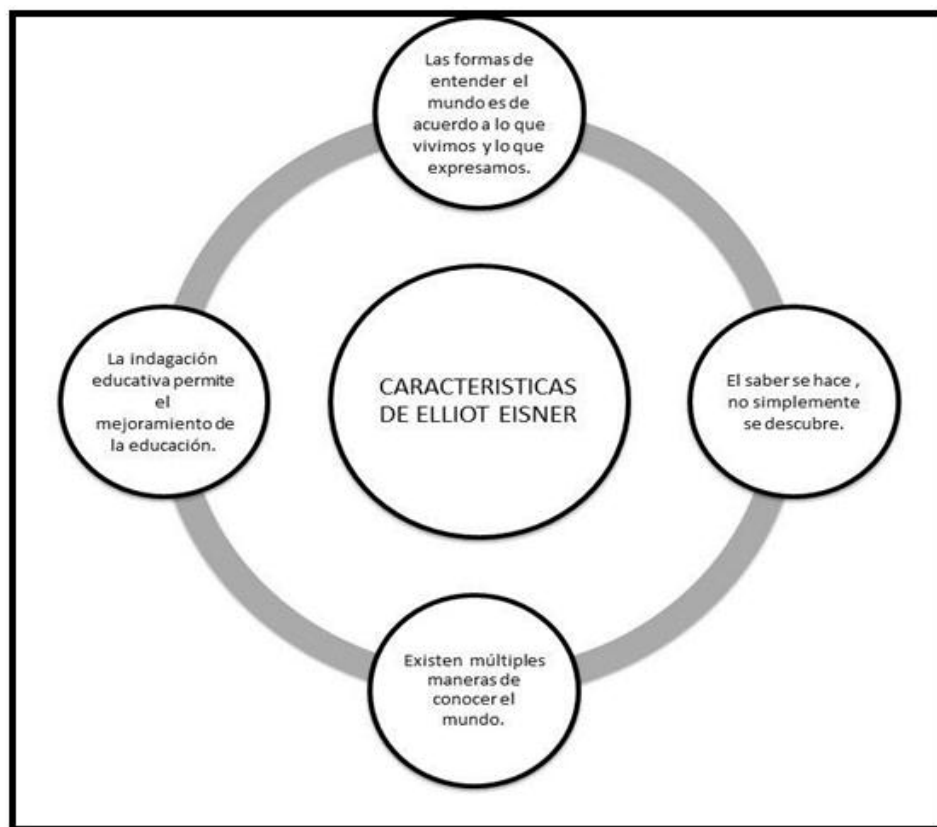 Las formas de
entender el
mundo es de
acuerdo a lo que
vivimos y lo que
expresamos.
La indagación
educativa permite
el
mejoramiento de
la educación.
CARACTERISTICAS
DE ELLIOT EISNER
El saber se hace ,
no simplemente
se descubre.
Existen múltiples
maneras de
conocer el
mundo.